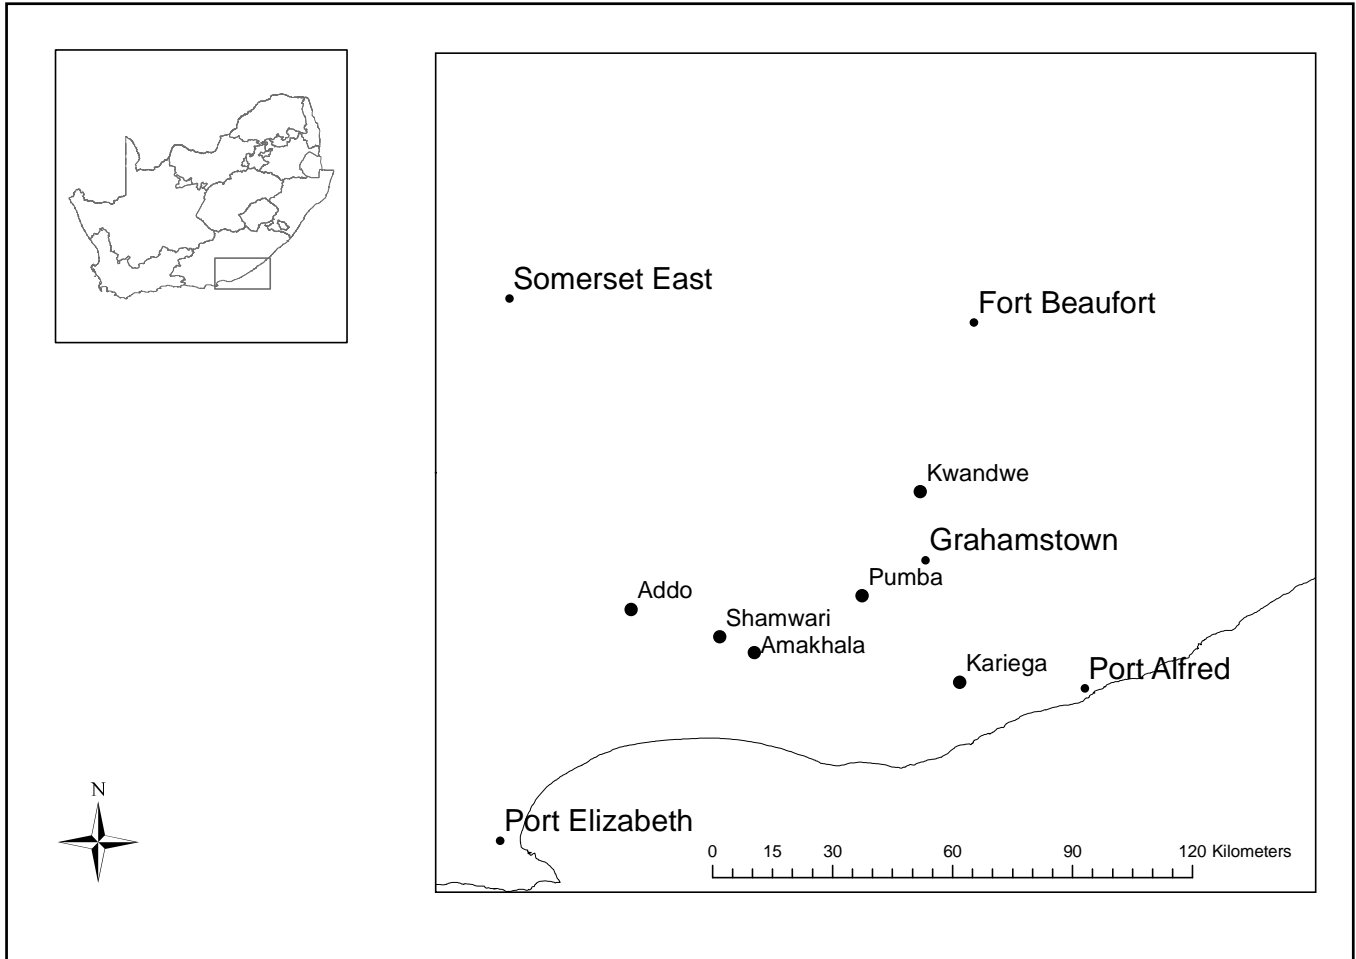 Somerset East
Fort Beaufort
Kwandwe
Grahamstown
Pumba
Addo
Shamwari
Amakhala
Kariega
Port Alfred
N
Port Elizabeth
0 15 30 60 90 120 Kilometers